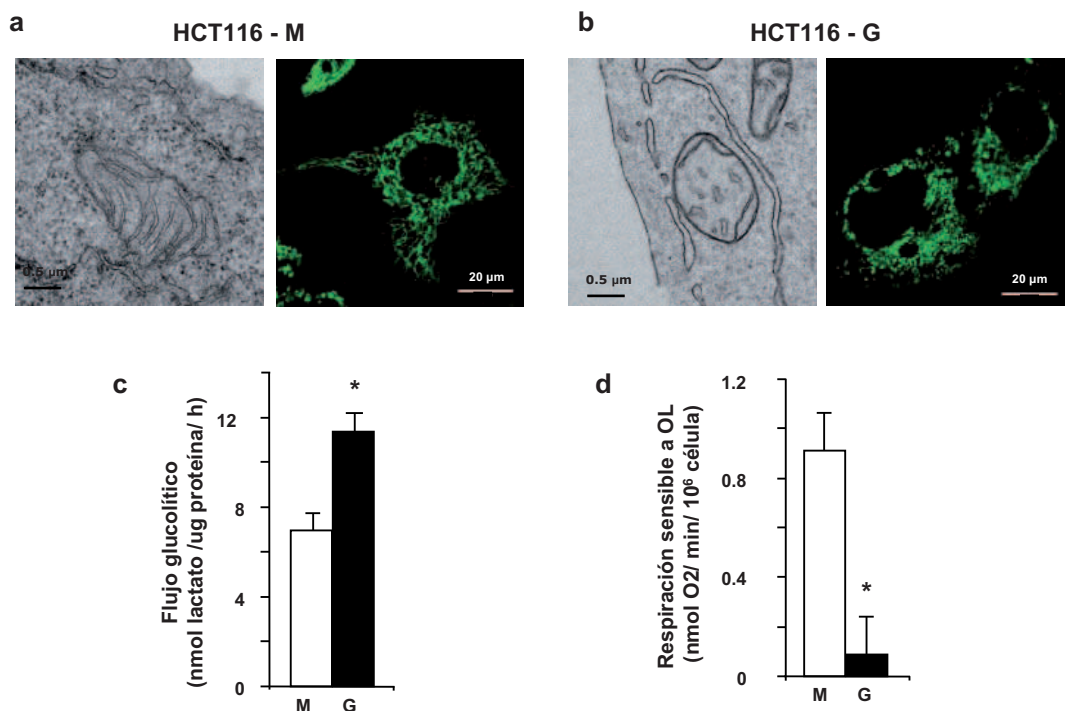 a
HCT116 - M
b
HCT116 - G
0.5 µm
20 µm
0.5 µm
20 µm
c
Flujo glucolítico
(nmol lactato /ug proteína/ h)
12
8
4
0
*
M
G
d
Respiración sensible a OL
(nmol O2/ min/ 10⁶ célula)
1.2
0.8
0.4
0
*
M
G